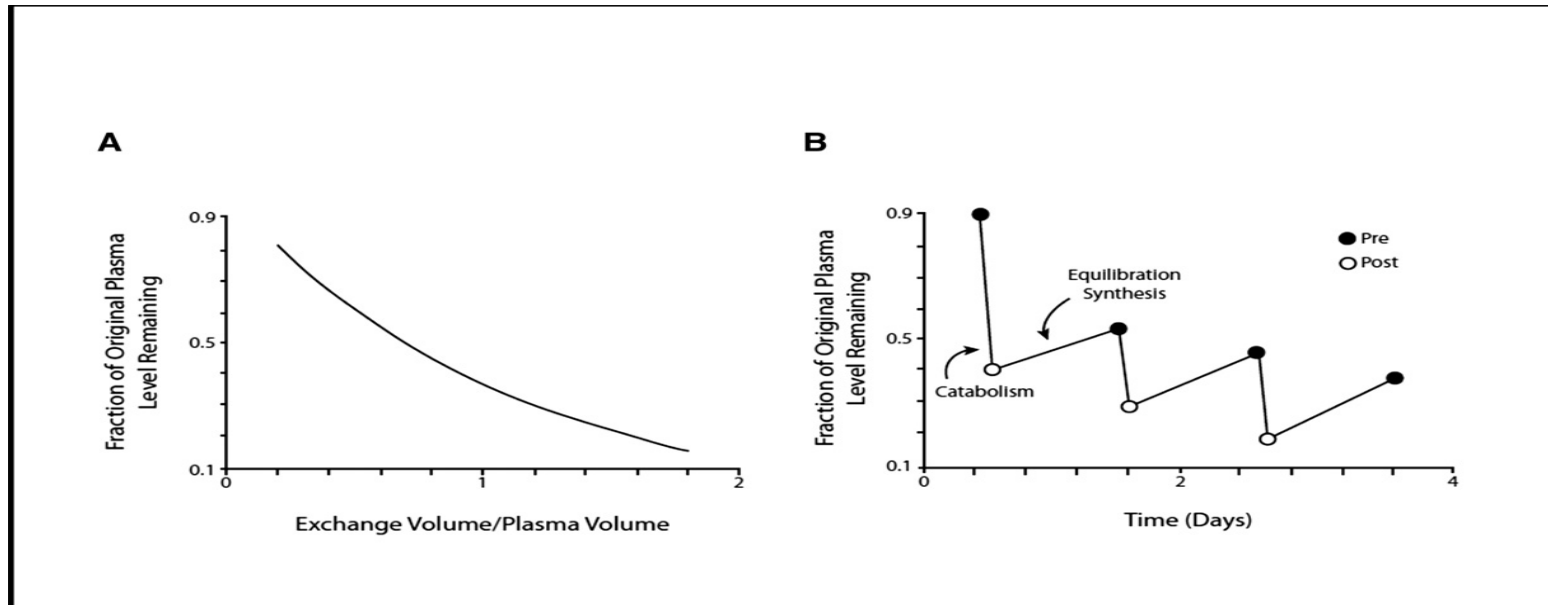 A
Fraction of Original Plasma
Level Remaining
0.9
0.5
0.1
0
1
2
Exchange Volume/Plasma Volume
B
Fraction of Original Plasma
Level Remaining
0.9
0.5
0.1
Pre
Post
Equilibration
Synthesis
Catabolism
0
2
4
Time (Days)